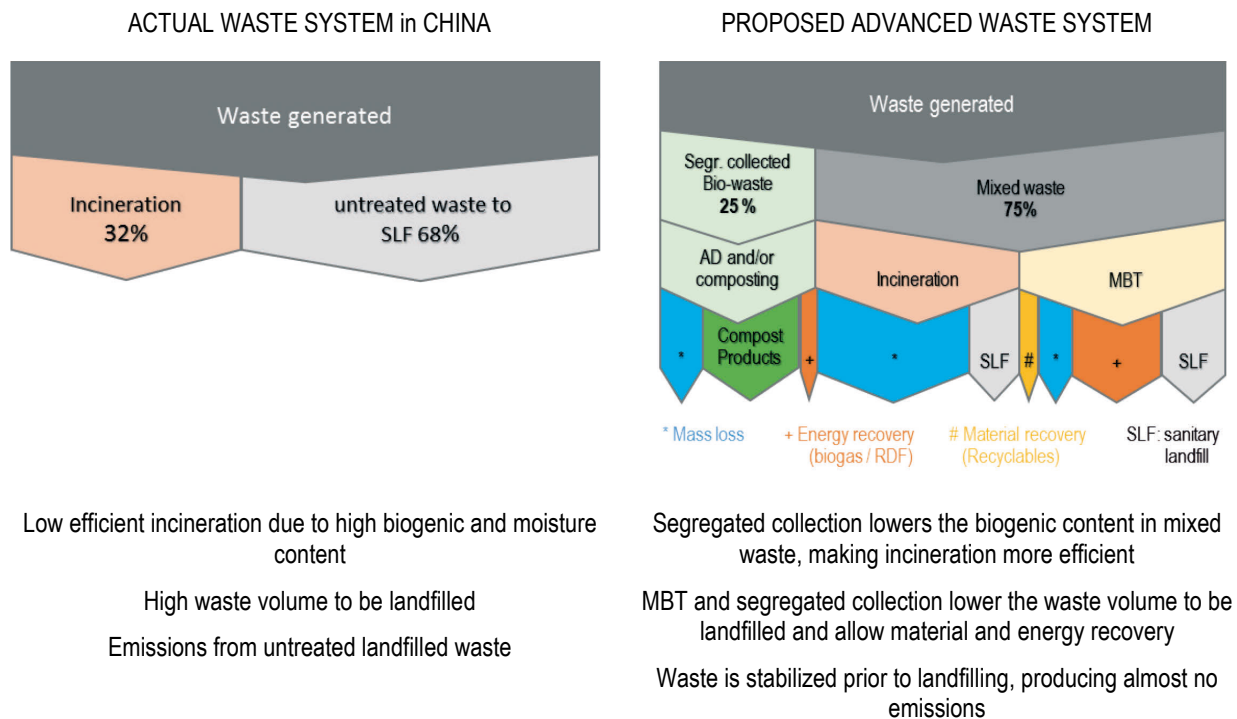 ACTUAL WASTE SYSTEM in CHINA
Waste generated
Incineration
32%
untreated waste to
SLF 68%
Low efficient incineration due to high biogenic and moisture
content
High waste volume to be landfilled
Emissions from untreated landfilled waste
PROPOSED ADVANCED WASTE SYSTEM
Waste generated
Segr. collected
Bio-waste
25 %
Mixed waste
75%
AD and/or
composting
Incineration
MBT
*
Compost
Products
+
*
SLF
#
*
+
SLF
* Mass loss
+ Energy recovery
(biogas / RDF)
# Material recovery
(Recyclables)
SLF: sanitary
landfill
Segregated collection lowers the biogenic content in mixed
waste, making incineration more efficient
MBT and segregated collection lower the waste volume to be
landfilled and allow material and energy recovery
Waste is stabilized prior to landfilling, producing almost no
emissions